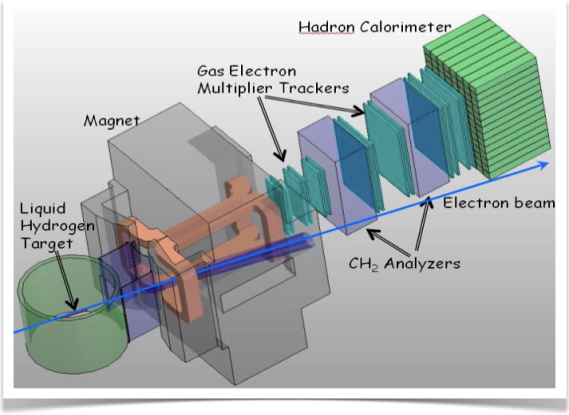 Hadron Calorimeter
Gas Electron
Multiplier Trackers
Magnet
Liquid
Hydrogen
Target
Electron beam
CH₂ Analyzers